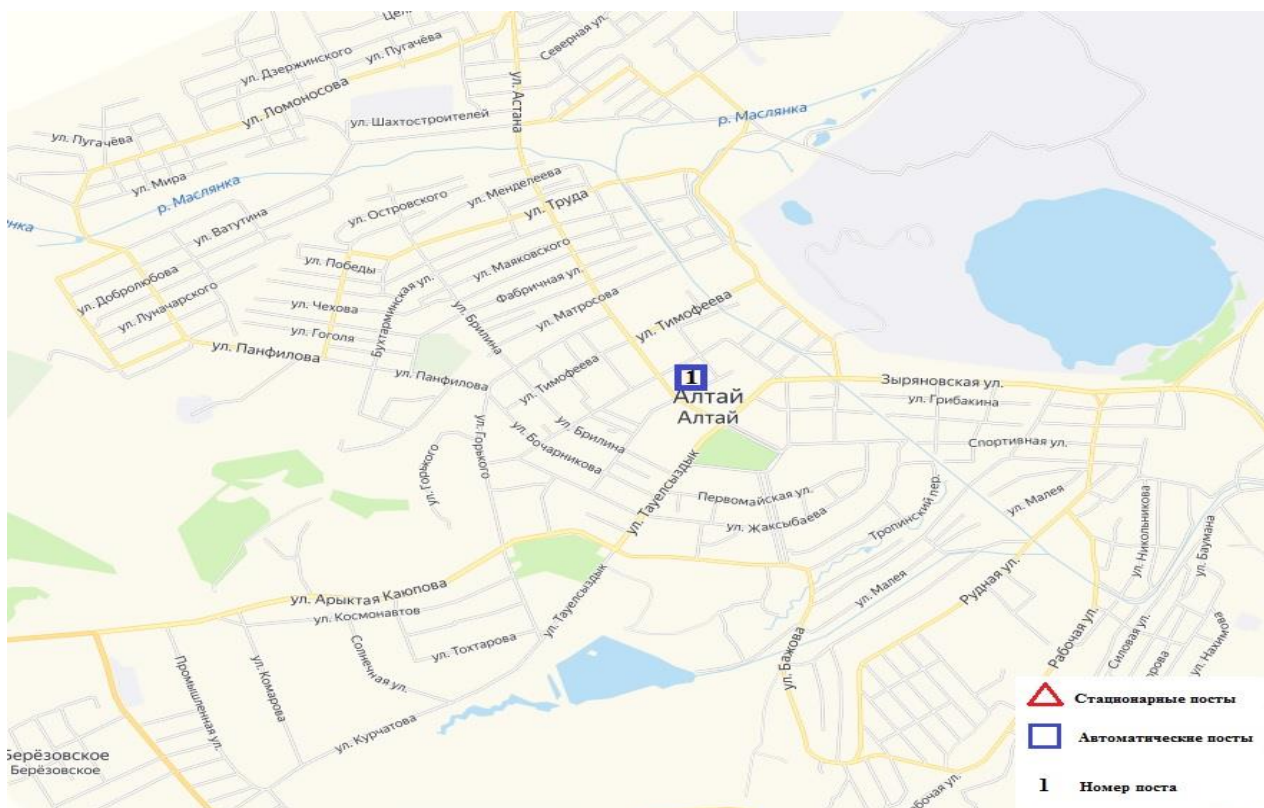 Северная ул.
ул. Пугачёва
ул. Дзержинского
ул. Ломоносова
ул. Астана
ул. Шахтостроителей
р. Маслянка
ул. Пугачёва
ул. Мира
р. Маслянка
ул. Менделеева
ул. Островского
ул. Труда
ул. Ватутина
ул. Победы
ул. Маяковского
ул. Добролюбова
Фабричная ул.
ул. Луначарского
ул. Чехова
Бухтарминская ул.
ул. Матросова
ул. Тимофеева
ул. Гоголя
ул. Брилина
ул. Панфилова
ул. Панфилова
ул. Тимофеева
1
Алтай
Алтай
Зыряновская ул.
ул. Грибакина
ул. Брилина
ул. Бочарникова
Спортивная ул.
ул. Горького
ул. Горького
ул. Тауелсыздык
Первомайская ул.
ул. Жаксыбаева
Тропинский пер.
ул. Малея
ул. Никольникова
ул. Баумана
ул. Малея
Рудная ул.
ул. Арыктая Каюпова
ул. Космонавтов
ул. Тауелсыздык
ул. Тохтарова
Солнечная ул.
ул. Комарова
Промышленная ул.
ул. Бажова
Рабочая ул.
Силовая ул.
ул. Нахимова
ул. Курчатова
Берёзовское
Берёзовское
Стационарные посты
Автоматические посты
1 Номер поста